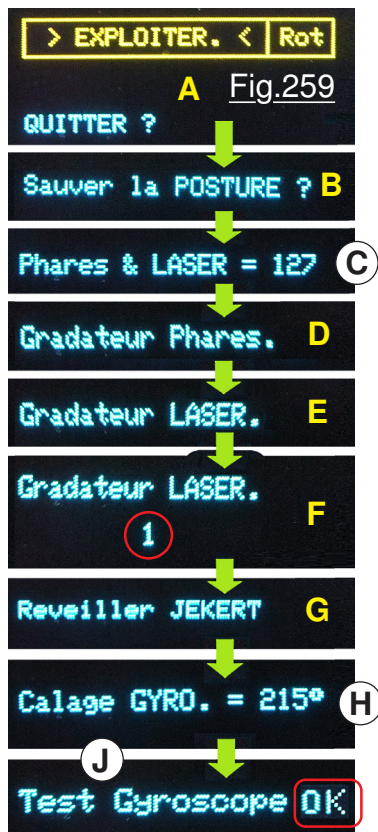 > EXPLOITER. < Rot
A Fig.259
QUITTER ?
Sauver la POSTURE ? B
Phares & LASER = 127 C
Gradateur Phares. D
Gradateur LASER. E
Gradateur LASER.
1 F
Reveiller JEKERT G
Calage GYRO. = 215° H
J
Test Gyroscope OK